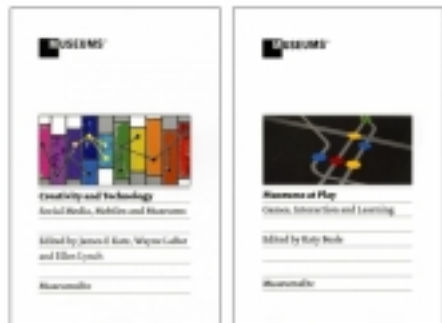 MUSEUMS
Creativity and Technology
Social Media, Mobiles and Museums
Edited by James E Katz, Wayne LaBar
and Ellen Lynch
MuseumsEtc
MUSEUMS
Museums at Play
Games, Interaction and Learning
Edited by Katy Beale
MuseumsEtc